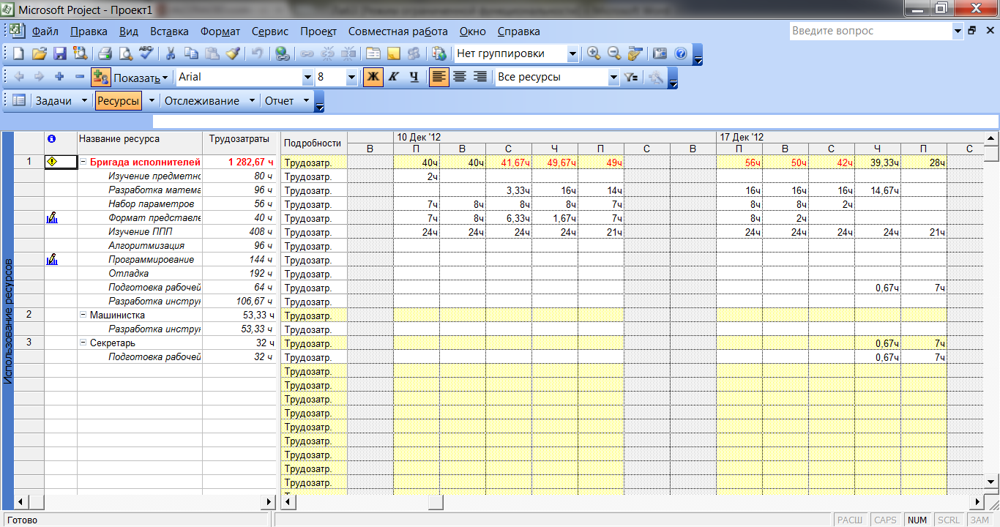 Microsoft Project - Проект1
Файл Правка Вид Вставка Формат Сервис Проект Совместная работа Окно Справка Введите вопрос
Нет группировки
Показать Arial 8 Ж К Ч Все ресурсы
Задачи Ресурсы Отслеживание Отчет
Название ресурса Трудозатраты Подробности 10 Дек '12 17 Дек '12
В П В С Ч П С В П В С Ч П С
1 Бригада исполнителей 1 282,67 ч Трудозатр. 40ч 40ч 41,67ч 49,67ч 49ч 56ч 50ч 42ч 39,33ч 28ч
Изучение предметно 80 ч Трудозатр. 2ч
Разработка матема 96 ч Трудозатр. 3,33ч 16ч 14ч 16ч 16ч 16ч 14,67ч
Набор параметров 56 ч Трудозатр. 7ч 8ч 8ч 8ч 7ч 8ч 8ч 2ч
Формат представле 40 ч Трудозатр. 7ч 8ч 6,33ч 1,67ч 7ч 8ч 2ч
Изучение ППП 408 ч Трудозатр. 24ч 24ч 24ч 24ч 21ч 24ч 24ч 24ч 24ч 21ч
Алгоритмизация 96 ч Трудозатр.
Программирование 144 ч Трудозатр.
Отладка 192 ч Трудозатр.
Подготовка рабочей 64 ч Трудозатр. 0,67ч 7ч
Разработка инструк 106,67 ч Трудозатр.
2 Машинистка 53,33 ч Трудозатр.
Разработка инструк 53,33 ч Трудозатр.
3 Секретарь 32 ч Трудозатр. 0,67ч 7ч
Подготовка рабочей 32 ч Трудозатр. 0,67ч 7ч
Трудозатр.
Трудозатр.
Трудозатр.
Трудозатр.
Трудозатр.
Трудозатр.
Трудозатр.
Трудозатр.
Трудозатр.
Использование ресурсов
Готово РАСШ CAPS NUM SCRL ЗАМ